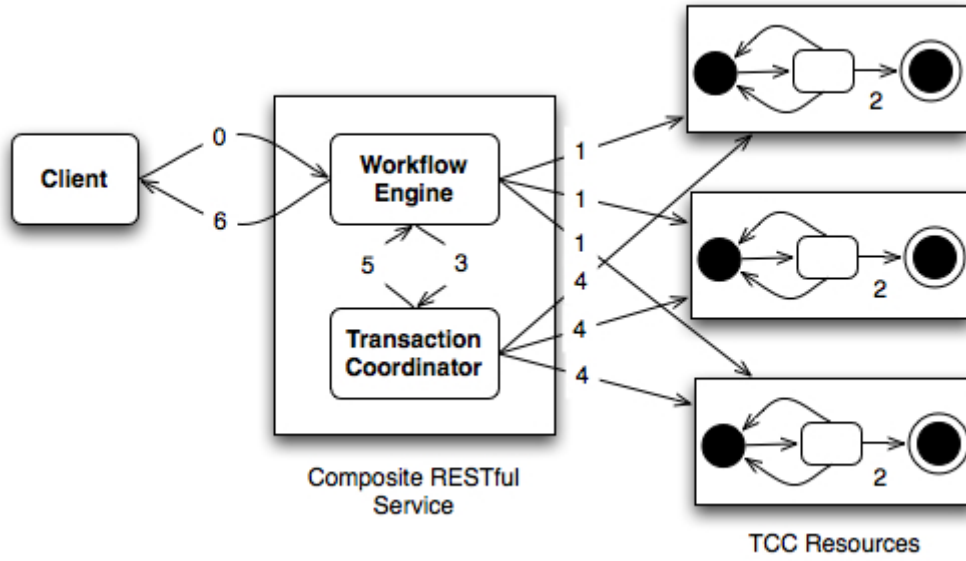 Client
0
6
Workflow
Engine
5
3
Transaction
Coordinator
Composite RESTful
Service
1
1
1
4
4
4
2
2
2
TCC Resources